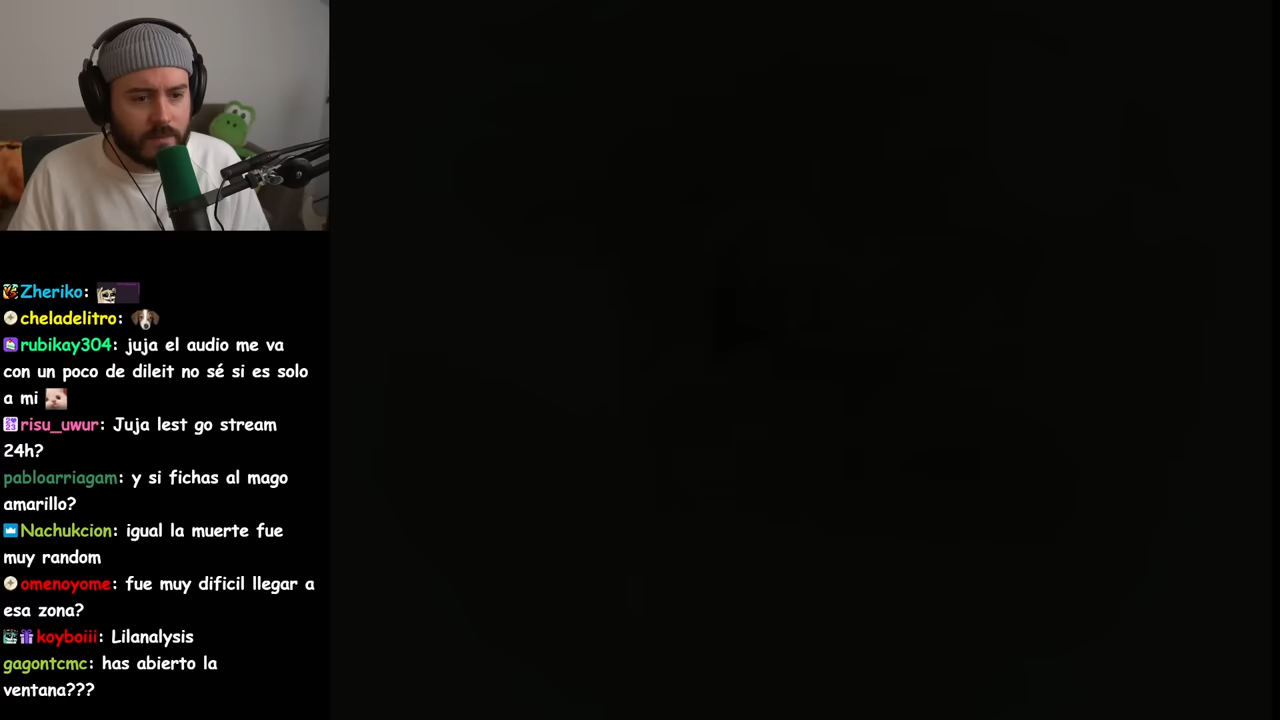 Zheriko:
cheladelitro:
rubikay304: juja el audio me va
con un poco de dileit no sé si es solo
a mi
risu_uwur: Juja lest go stream
24h?
pabloarriagam: y si fichas al mago
amarillo?
Nachukcion: igual la muerte fue
muy random
omenoyome: fue muy dificil llegar a
esa zona?
koyboiii: Lilanalysis
gagontcmc: has abierto la
ventana???